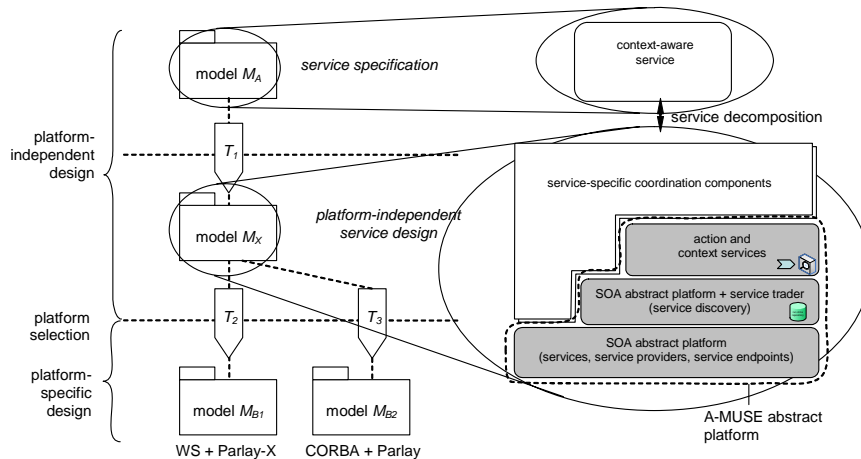 model M_A
service specification
context-aware
service
service decomposition
platform-
independent
design
T_1
service-specific coordination components
platform-independent
service design
model M_X
action and
context services
SOA abstract platform + service trader
(service discovery)
platform
selection
T_2
T_3
SOA abstract platform
(services, service providers, service endpoints)
platform-
specific
design
model M_B1
model M_B2
A-MUSE abstract
platform
WS + Parlay-X
CORBA + Parlay